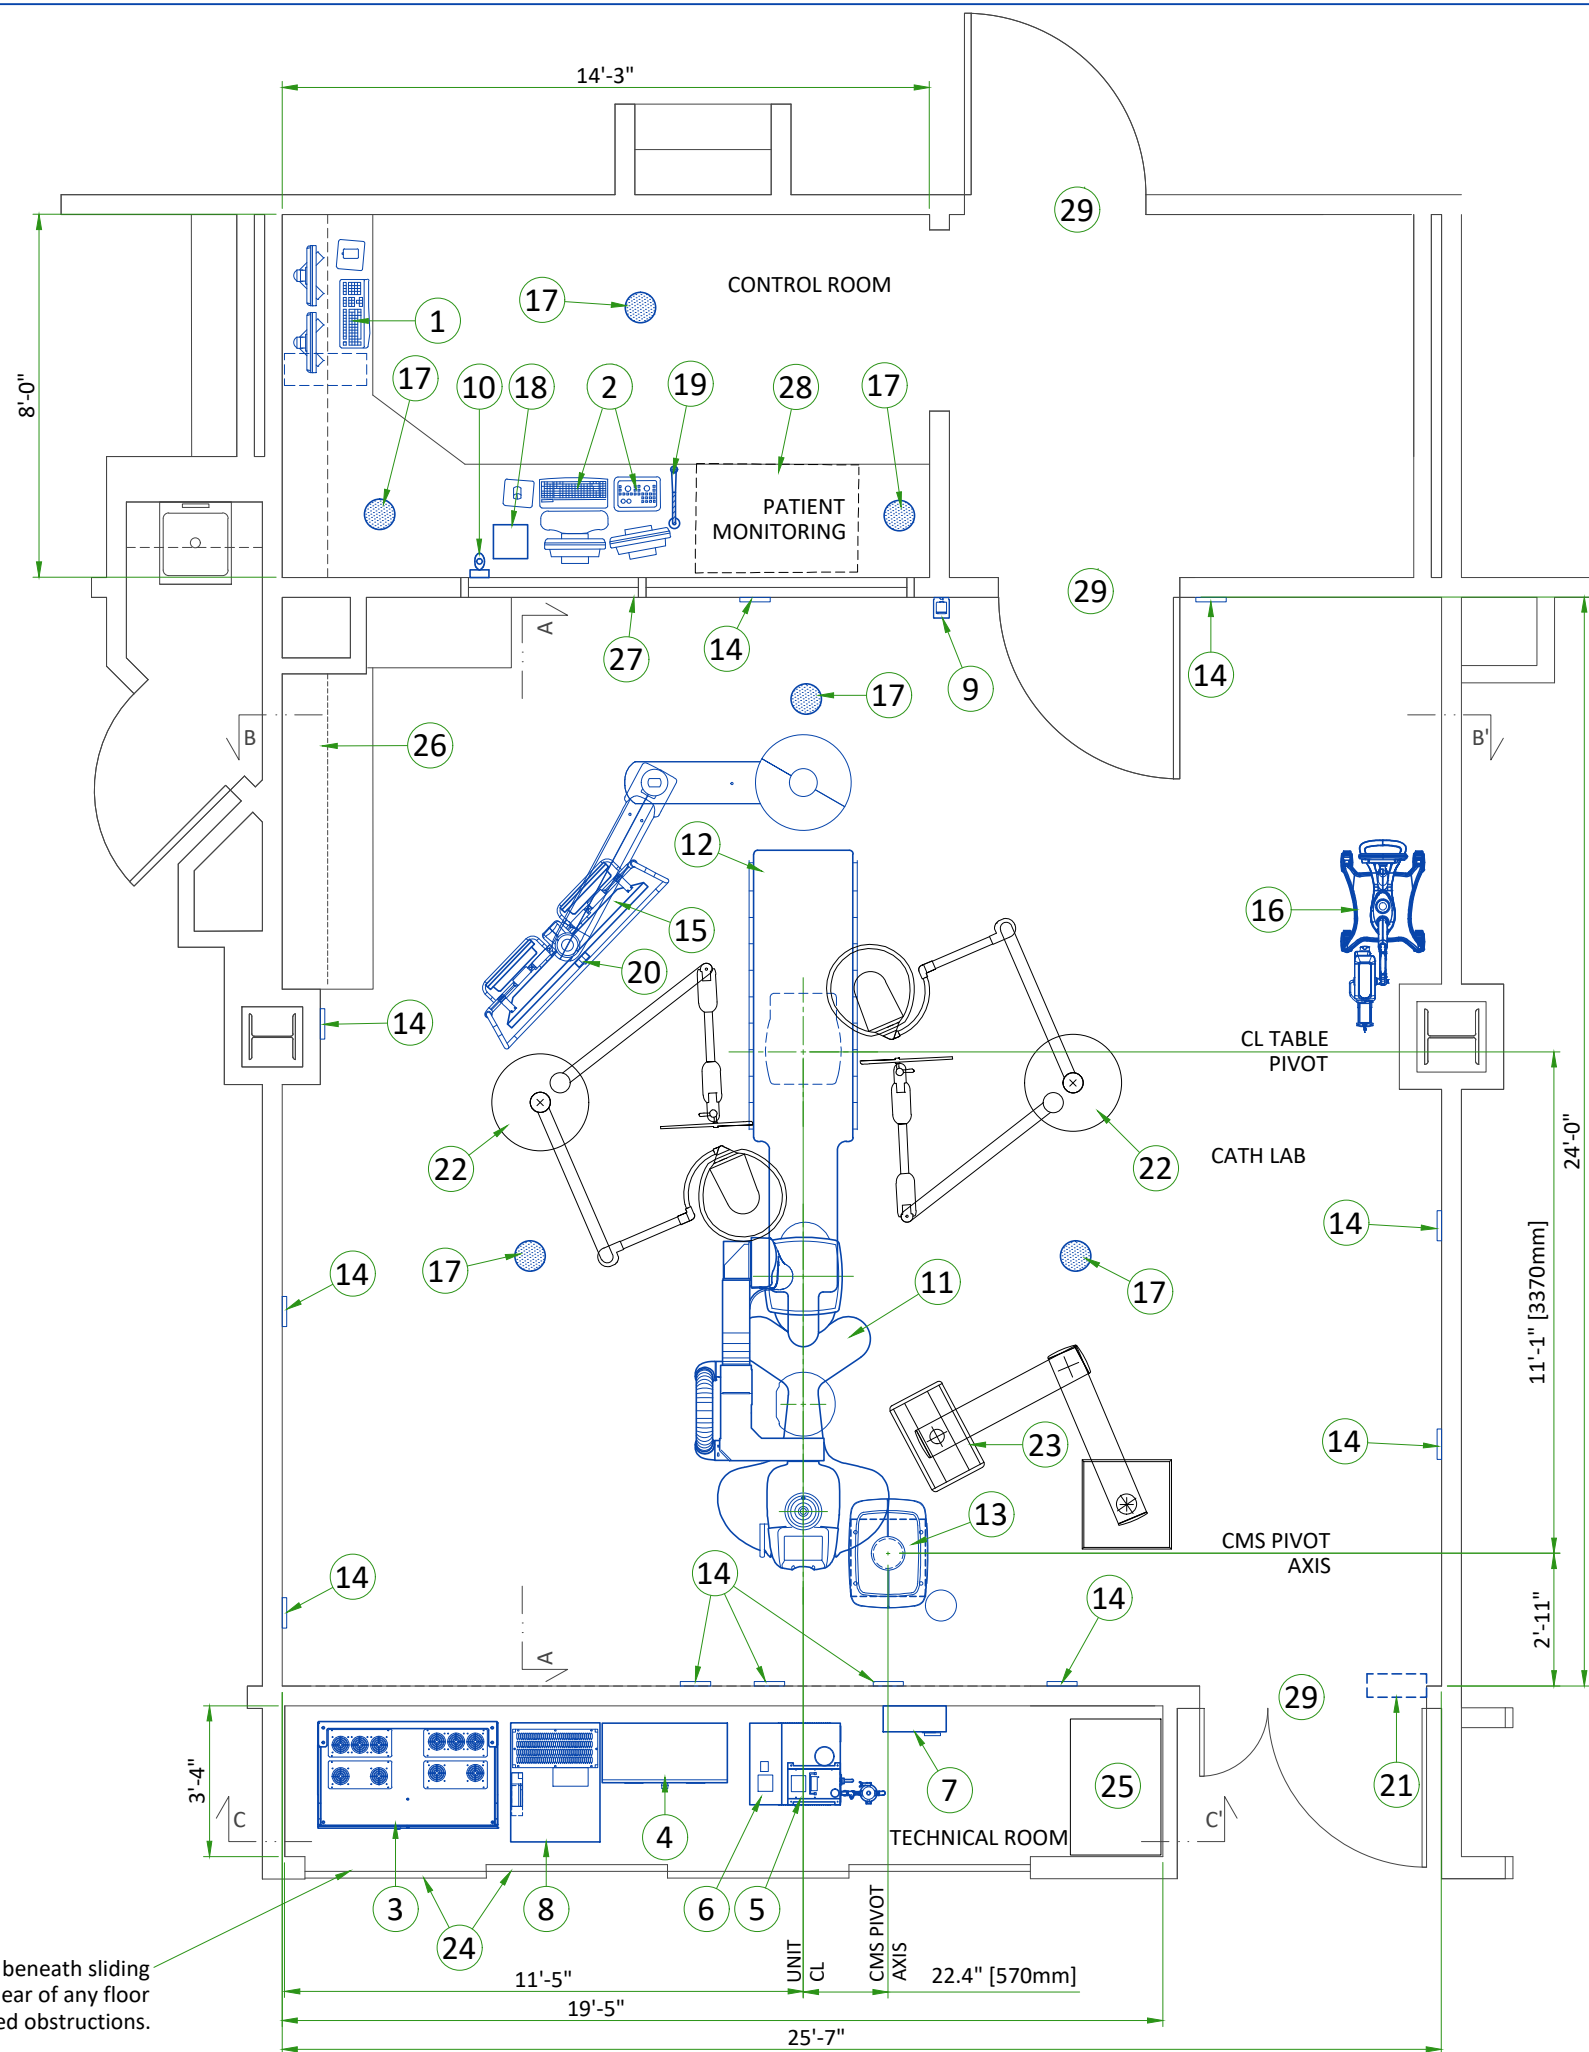 14'-3"
29
CONTROL ROOM
17
1
8'-0"
17
10
18
2
19
28
17
PATIENT
MONITORING
29
A
27
14
9
14
17
B
26
B'
12
16
15
20
14
CL TABLE
PIVOT
22
22
CATH LAB
24'-0"
14
17
14
11
17
11'-1" [3370mm]
23
14
13
CMS PIVOT
AXIS
14
14
14
2'-11"
A
29
3'-4"
7
25
21
C
4
TECHNICAL ROOM
C'
3
8
6
5
24
UNIT
CL
CMS PIVOT
AXIS
beneath sliding
ear of any floor
ed obstructions.
11'-5"
22.4" [570mm]
19'-5"
25'-7"